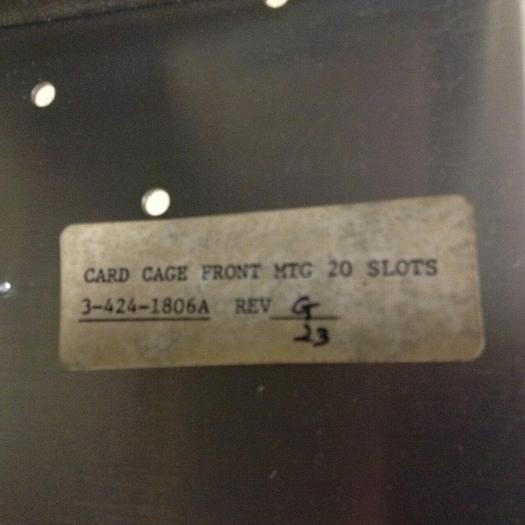 CARD CAGE FRONT MTG 20 SLOTS
3-424-1806A REV G
23